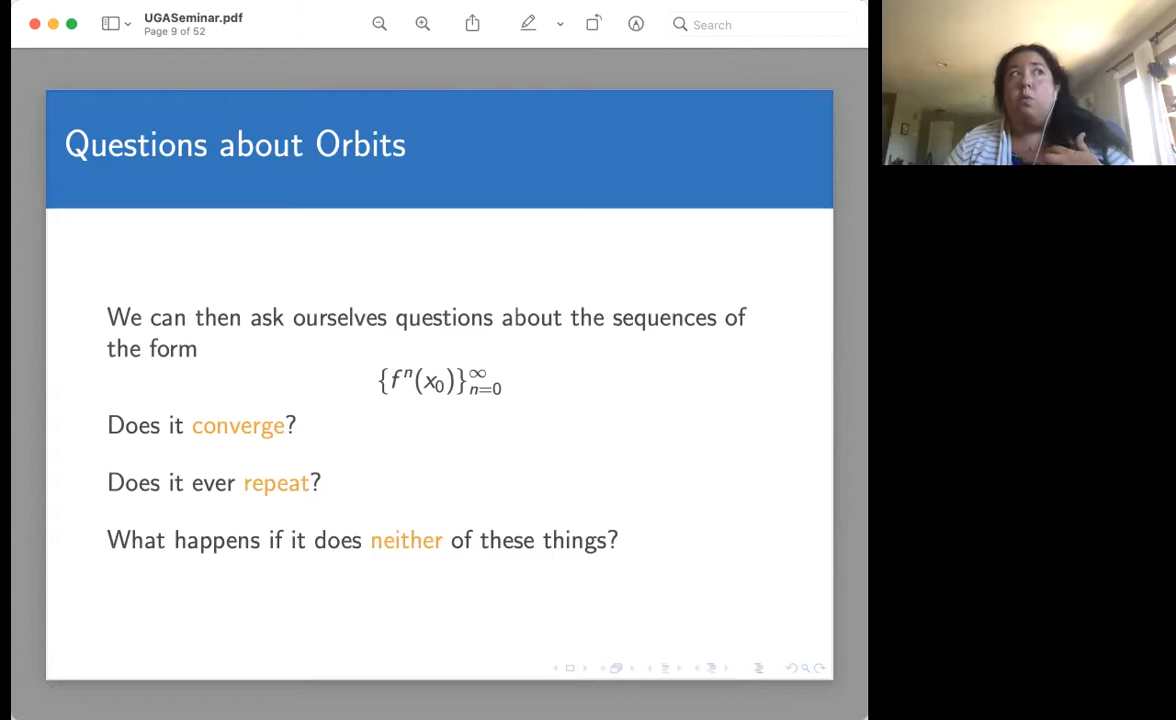 UGASeminar.pdf
Page 9 of 52
Search
Questions about Orbits
We can then ask ourselves questions about the sequences of
the form
{fⁿ(x₀)}∞n=0
Does it converge?
Does it ever repeat?
What happens if it does neither of these things?